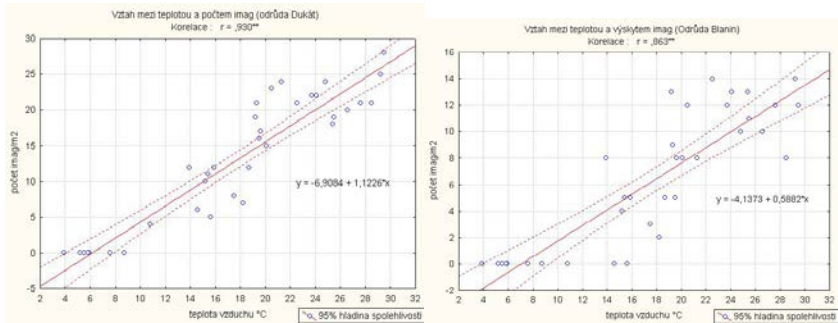 Vztah mezi teplotou a počtem imag (odrůda Dukát)
Korelace : r = ,930**
30
25
20
15
10
5
0
-5
2 4 6 8 10 12 14 16 18 20 22 24 26 28 30 32
počet imag/m2
teplota vzduchu °C
y = -6,9084 + 1,1226*x
95% hladina spolehlivosti
Vztah mezi teplotou a výskytem imag (Odrůda Blanin)
Korelace : r = ,863**
16
14
12
10
8
6
4
2
0
-2
2 4 6 8 10 12 14 16 18 20 22 24 26 28 30 32
počet imag/m2
teplota vzduchu °C
y = -4,1373 + 0,5882*x
95% hladina spolehlivosti